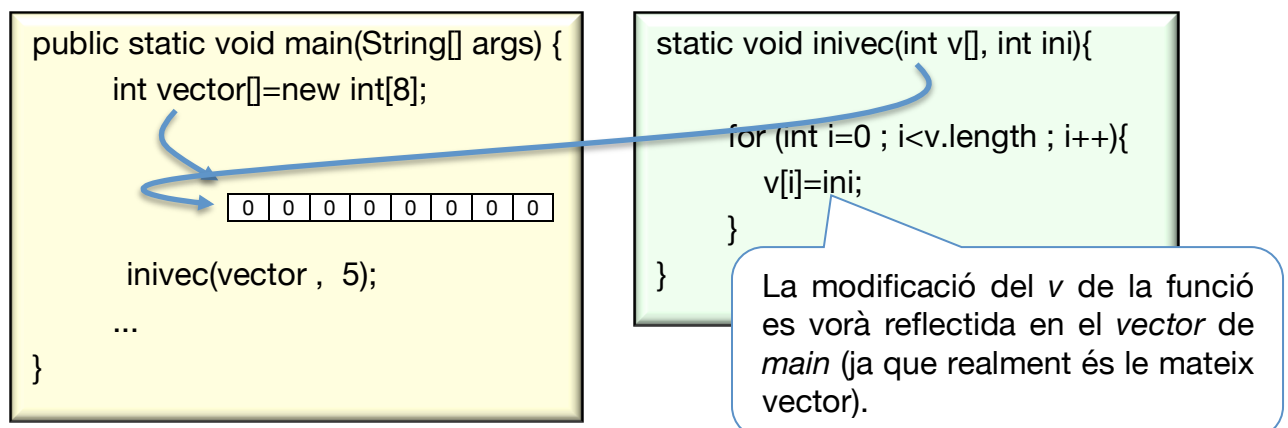 public static void main(String[] args) {
int vector[]=new int[8];
0 0 0 0 0 0 0 0
inivec(vector , 5);
...
}
static void inivec(int v[], int ini){
for (int i=0 ; i<v.length ; i++){
v[i]=ini;
}
}
La modificació del v de la funció
es vorà reflectida en el vector de
main (ja que realment és le mateix
vector).